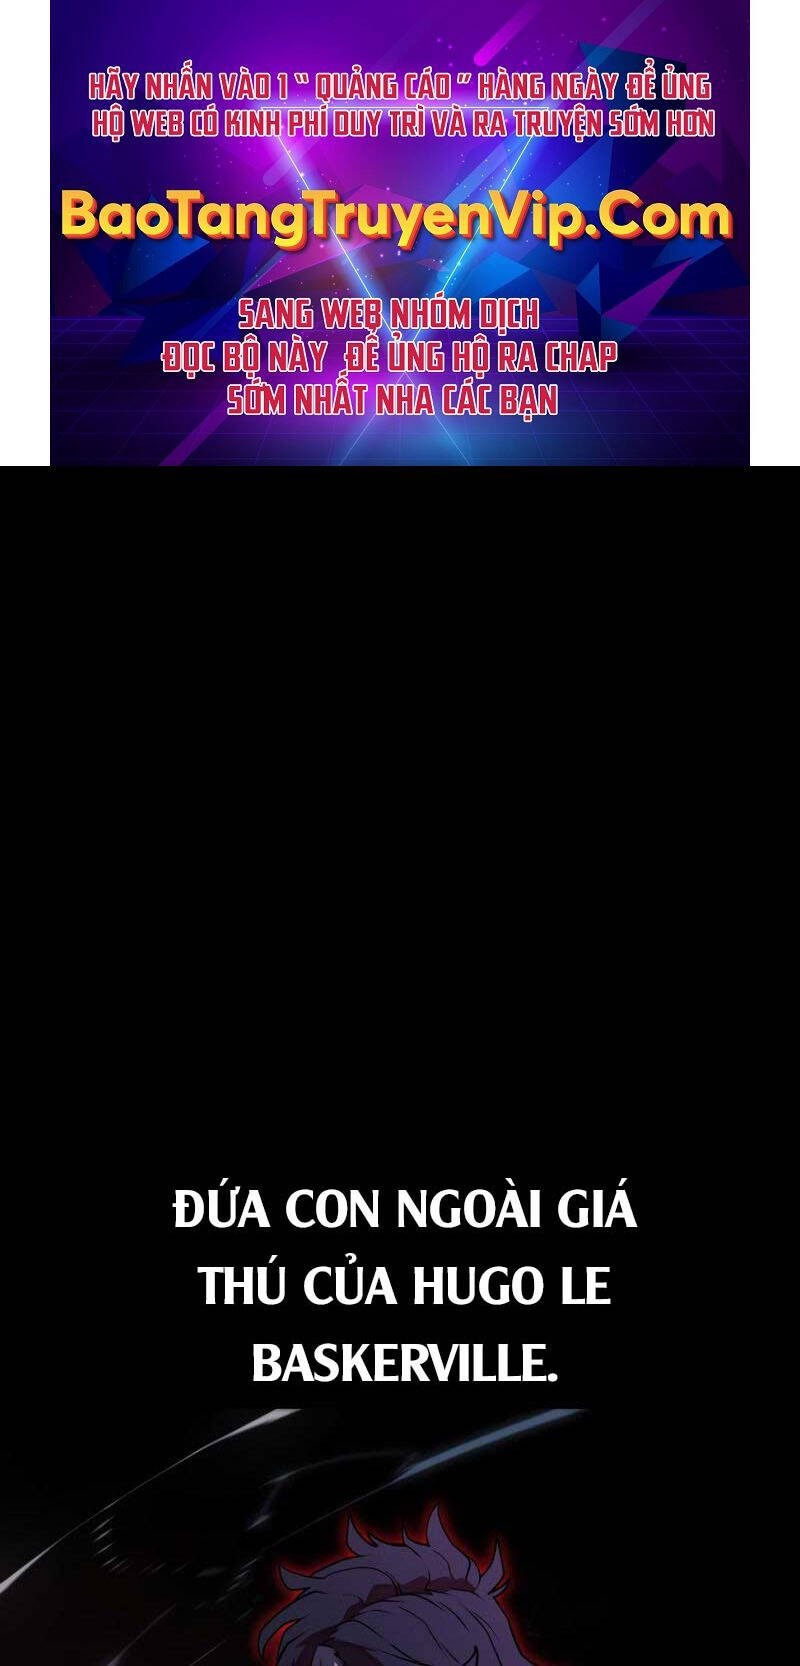 HÃY NHẤN VÀO 1 “ QUẢNG CÁO ” HÀNG NGÀY ĐỂ ỦNG
HỘ WEB CÓ KINH PHÍ DUY TRÌ VÀ RA TRUYỆN SỚM HƠN
BaoTangTruyenVip.Com
SANG WEB NHÓM DỊCH
ĐỌC BỘ NÀY ĐỂ ỦNG HỘ RA CHAP
SỚM NHẤT NHA CÁC BẠN
ĐỨA CON NGOÀI GIÁ
THÚ CỦA HUGO LE
BASKERVILLE.